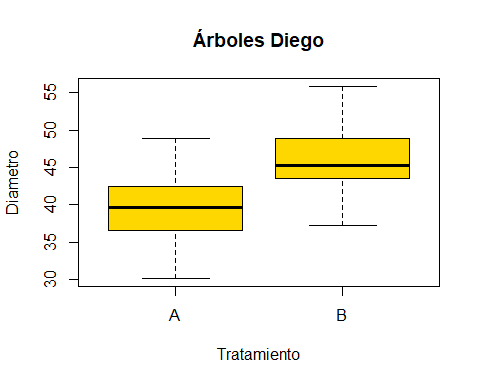 Árboles Diego
Diametro
55
50
45
40
35
30
A
B
Tratamiento